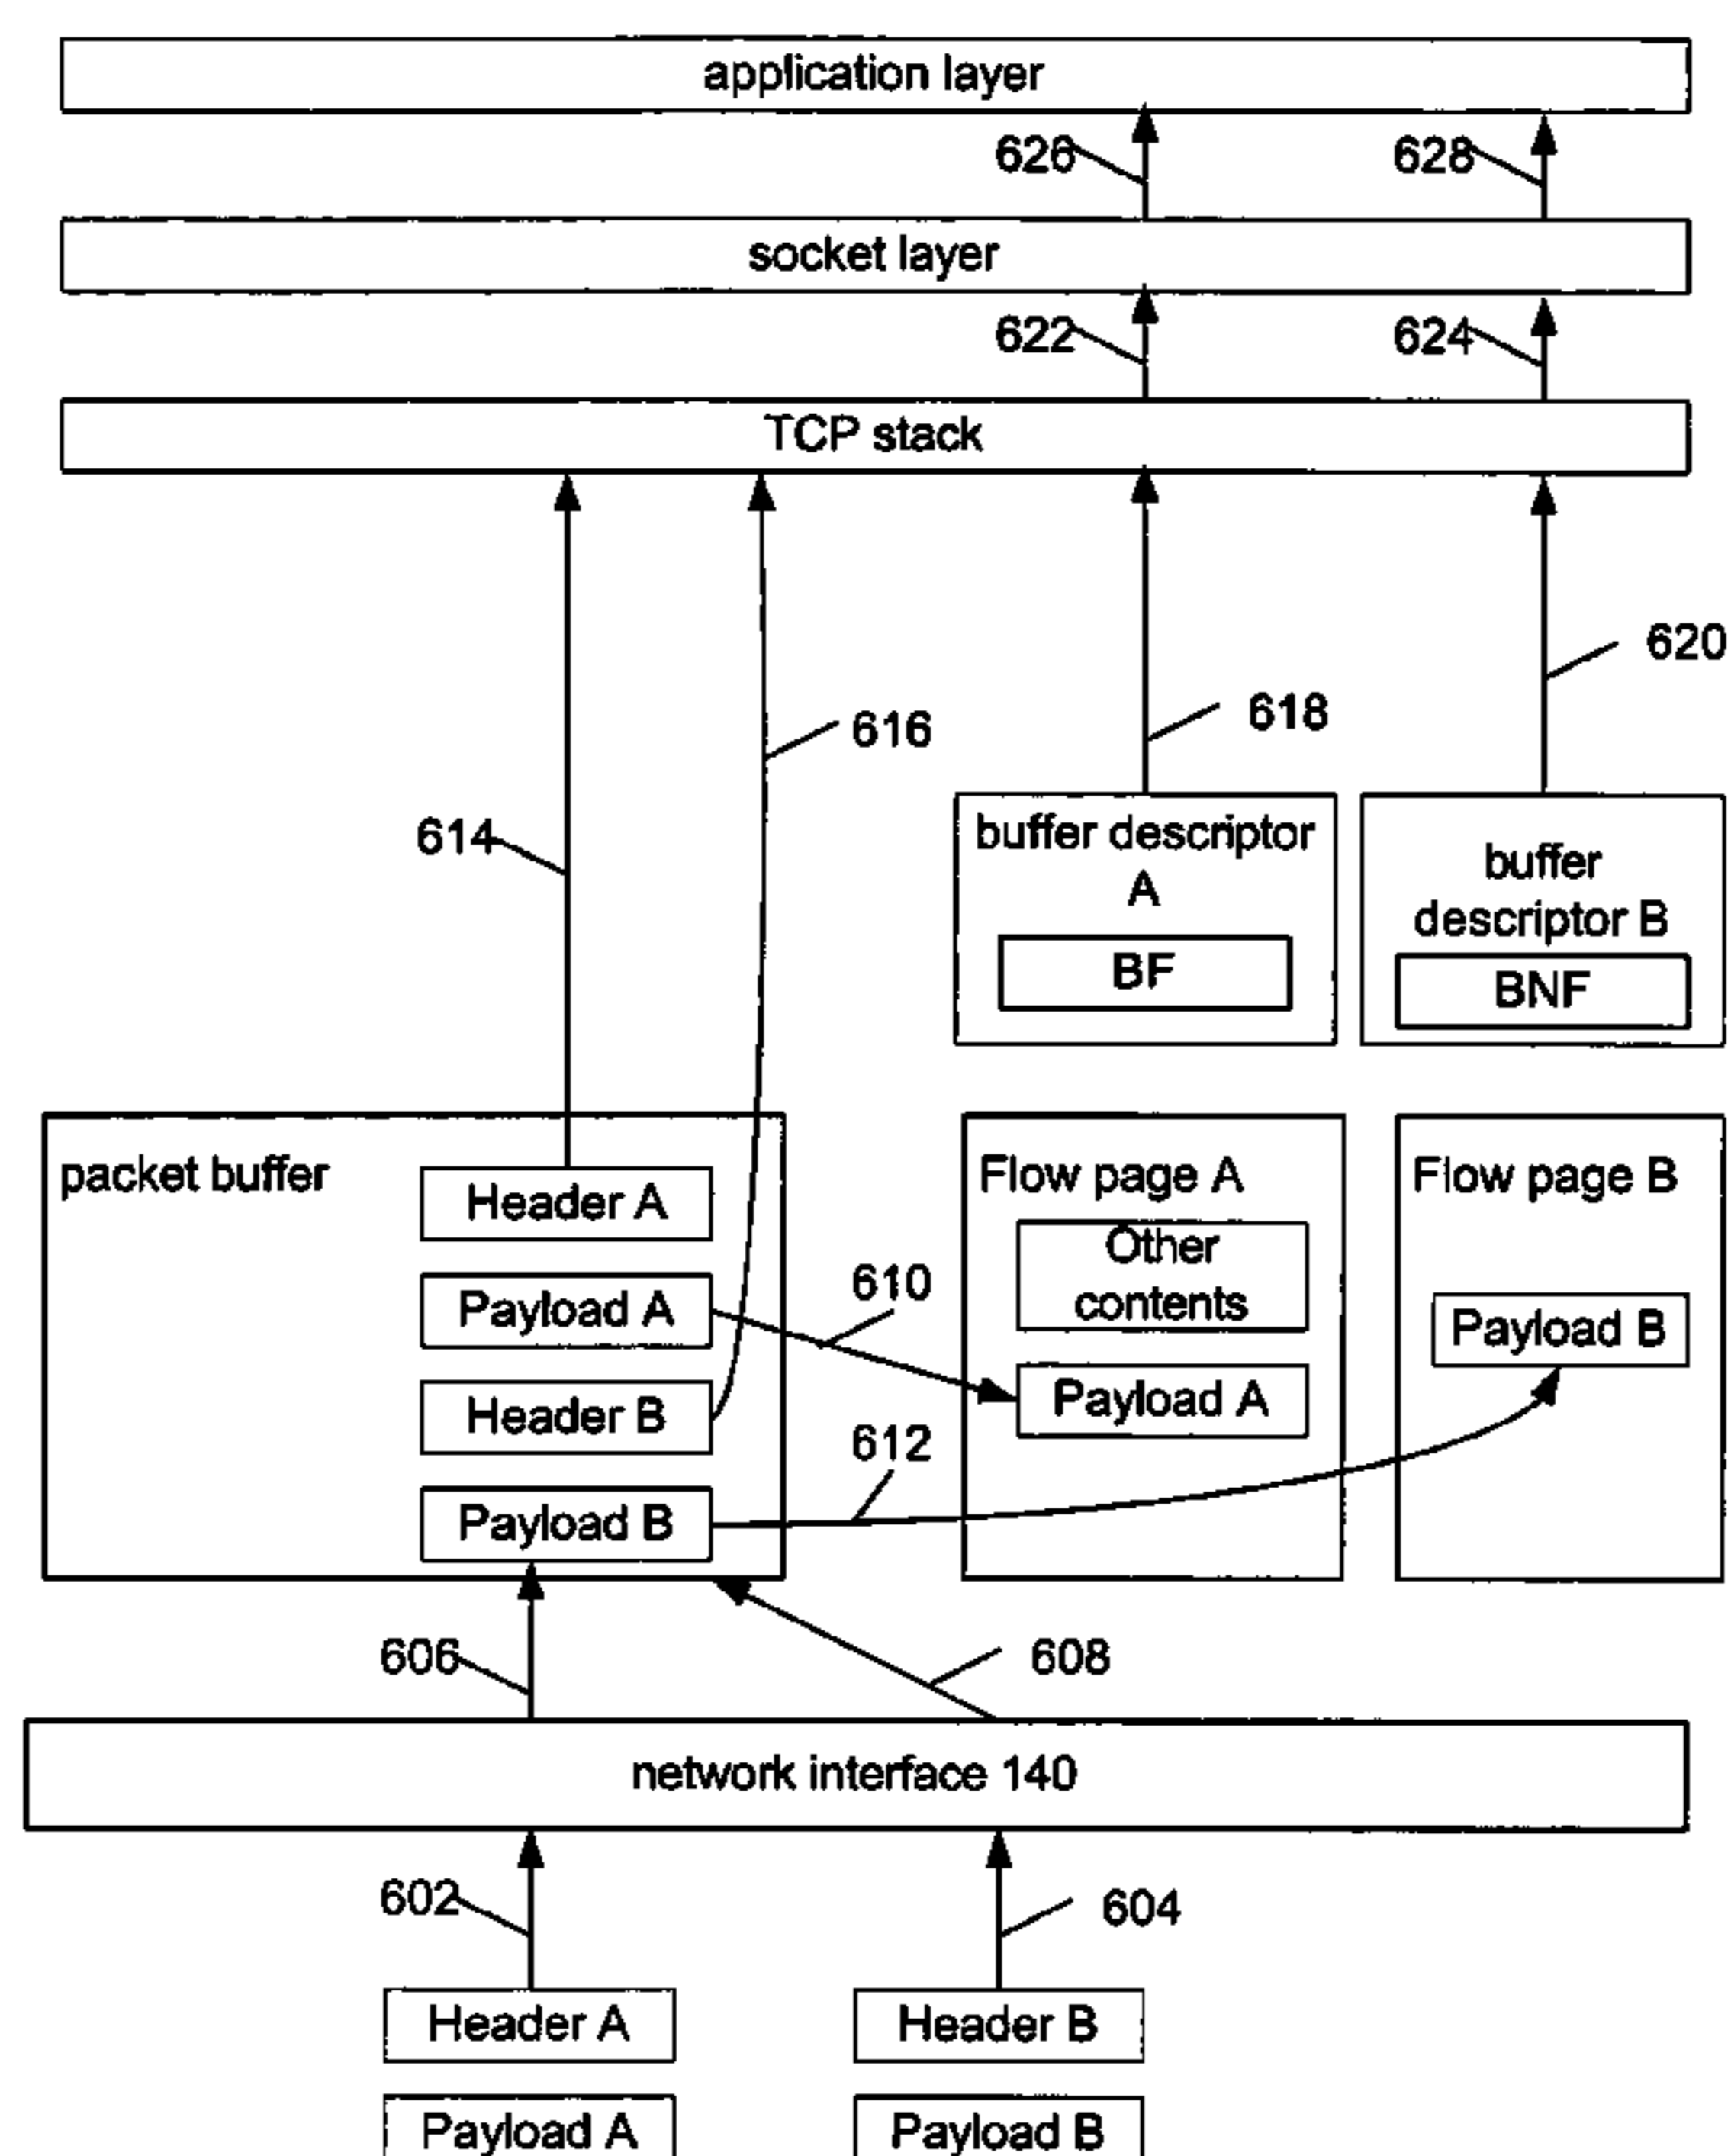 application layer
626
628
socket layer
622
624
TCP stack
620
618
616
614
buffer descriptor
A
BF
buffer
descriptor B
BNF
packet buffer
Header A
Payload A
Header B
Payload B
610
612
Flow page A
Other
contents
Payload A
Flow page B
Payload B
606
608
network interface 140
602
604
Header A
Header B
Payload A
Payload B